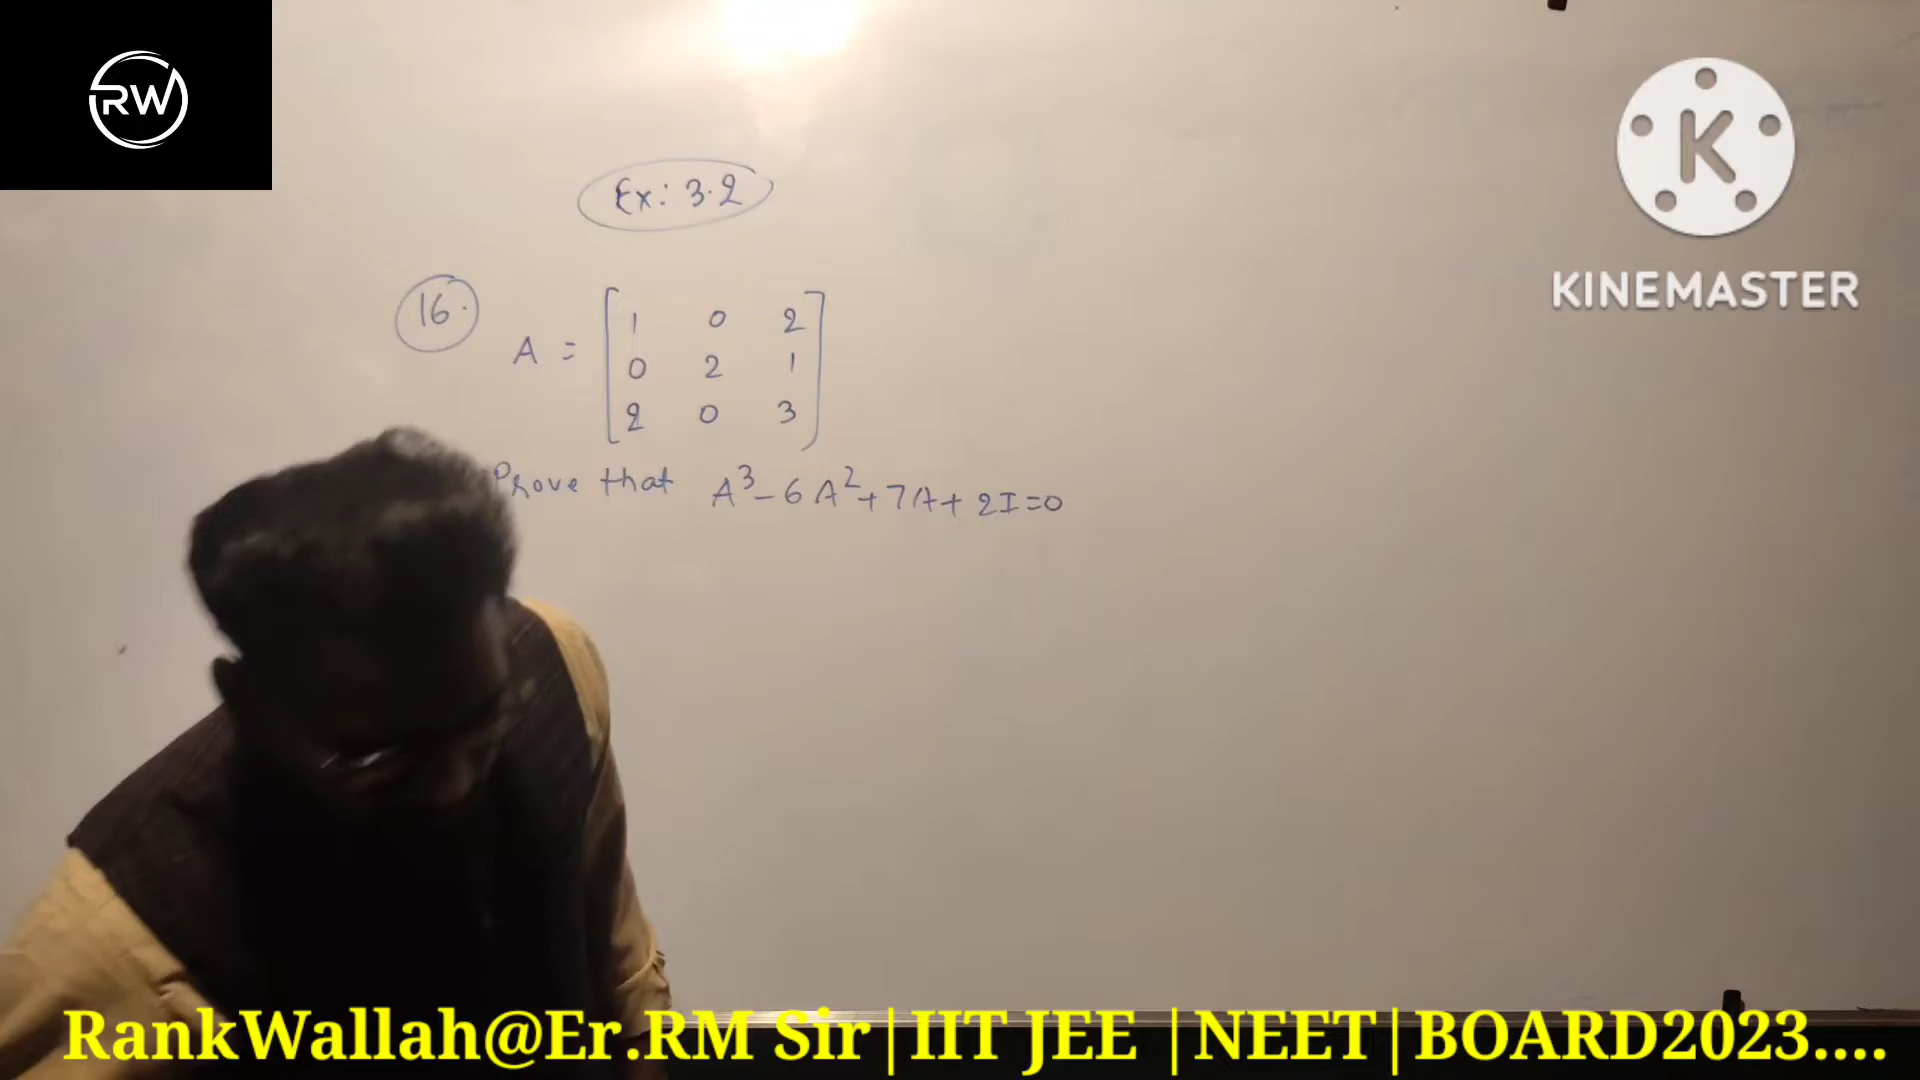 RW
Ex: 3.2
K
KINEMASTER
16.
A = [1 0 2
0 2 1
2 0 3]
Prove that A³-6A²+7A+2I=0
RankWallah@Er.RM Sir|IIT JEE |NEET|BOARD2023....